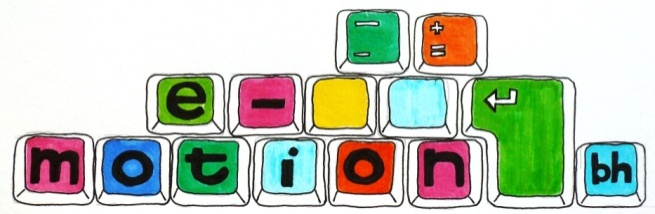 — - + =
e - ↵
motion bh